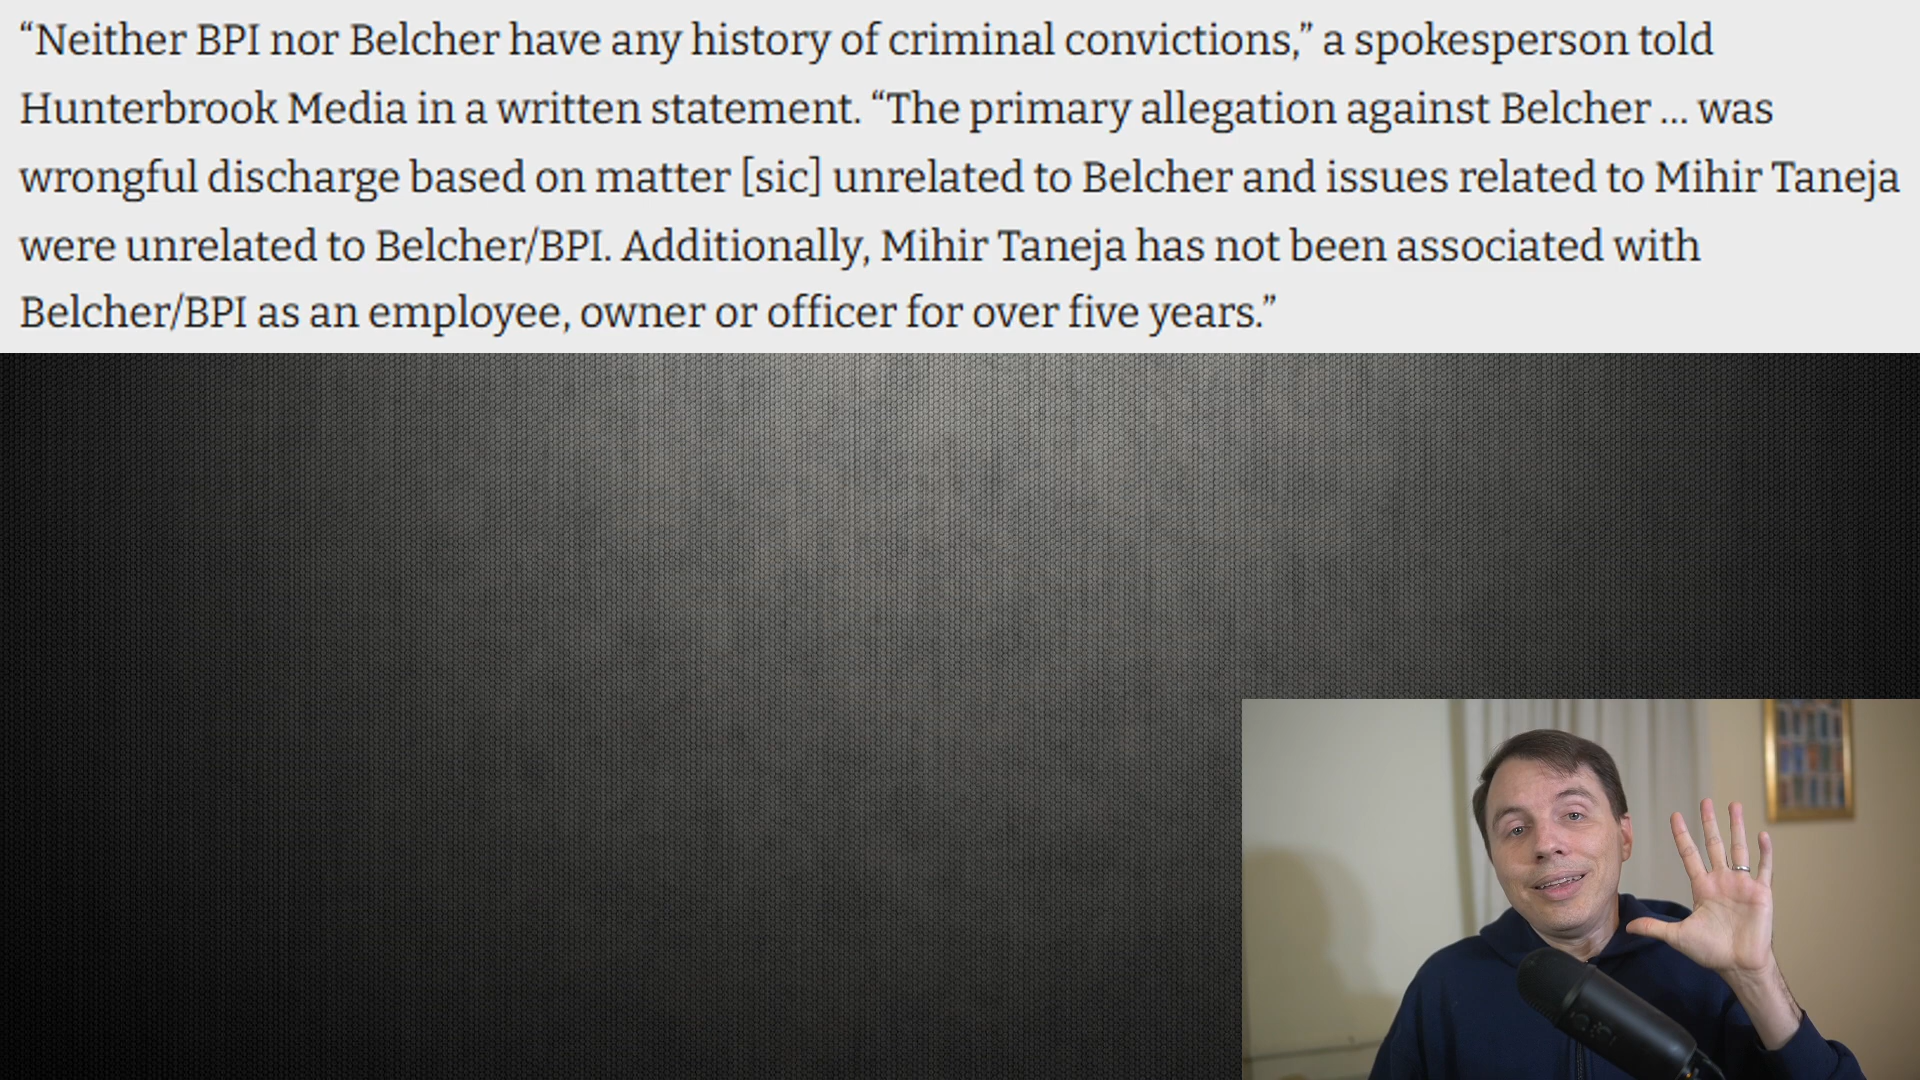 “Neither BPI nor Belcher have any history of criminal convictions,” a spokesperson told
Hunterbrook Media in a written statement. “The primary allegation against Belcher ... was
wrongful discharge based on matter [sic] unrelated to Belcher and issues related to Mihir Taneja
were unrelated to Belcher/BPI. Additionally, Mihir Taneja has not been associated with
Belcher/BPI as an employee, owner or officer for over five years.”